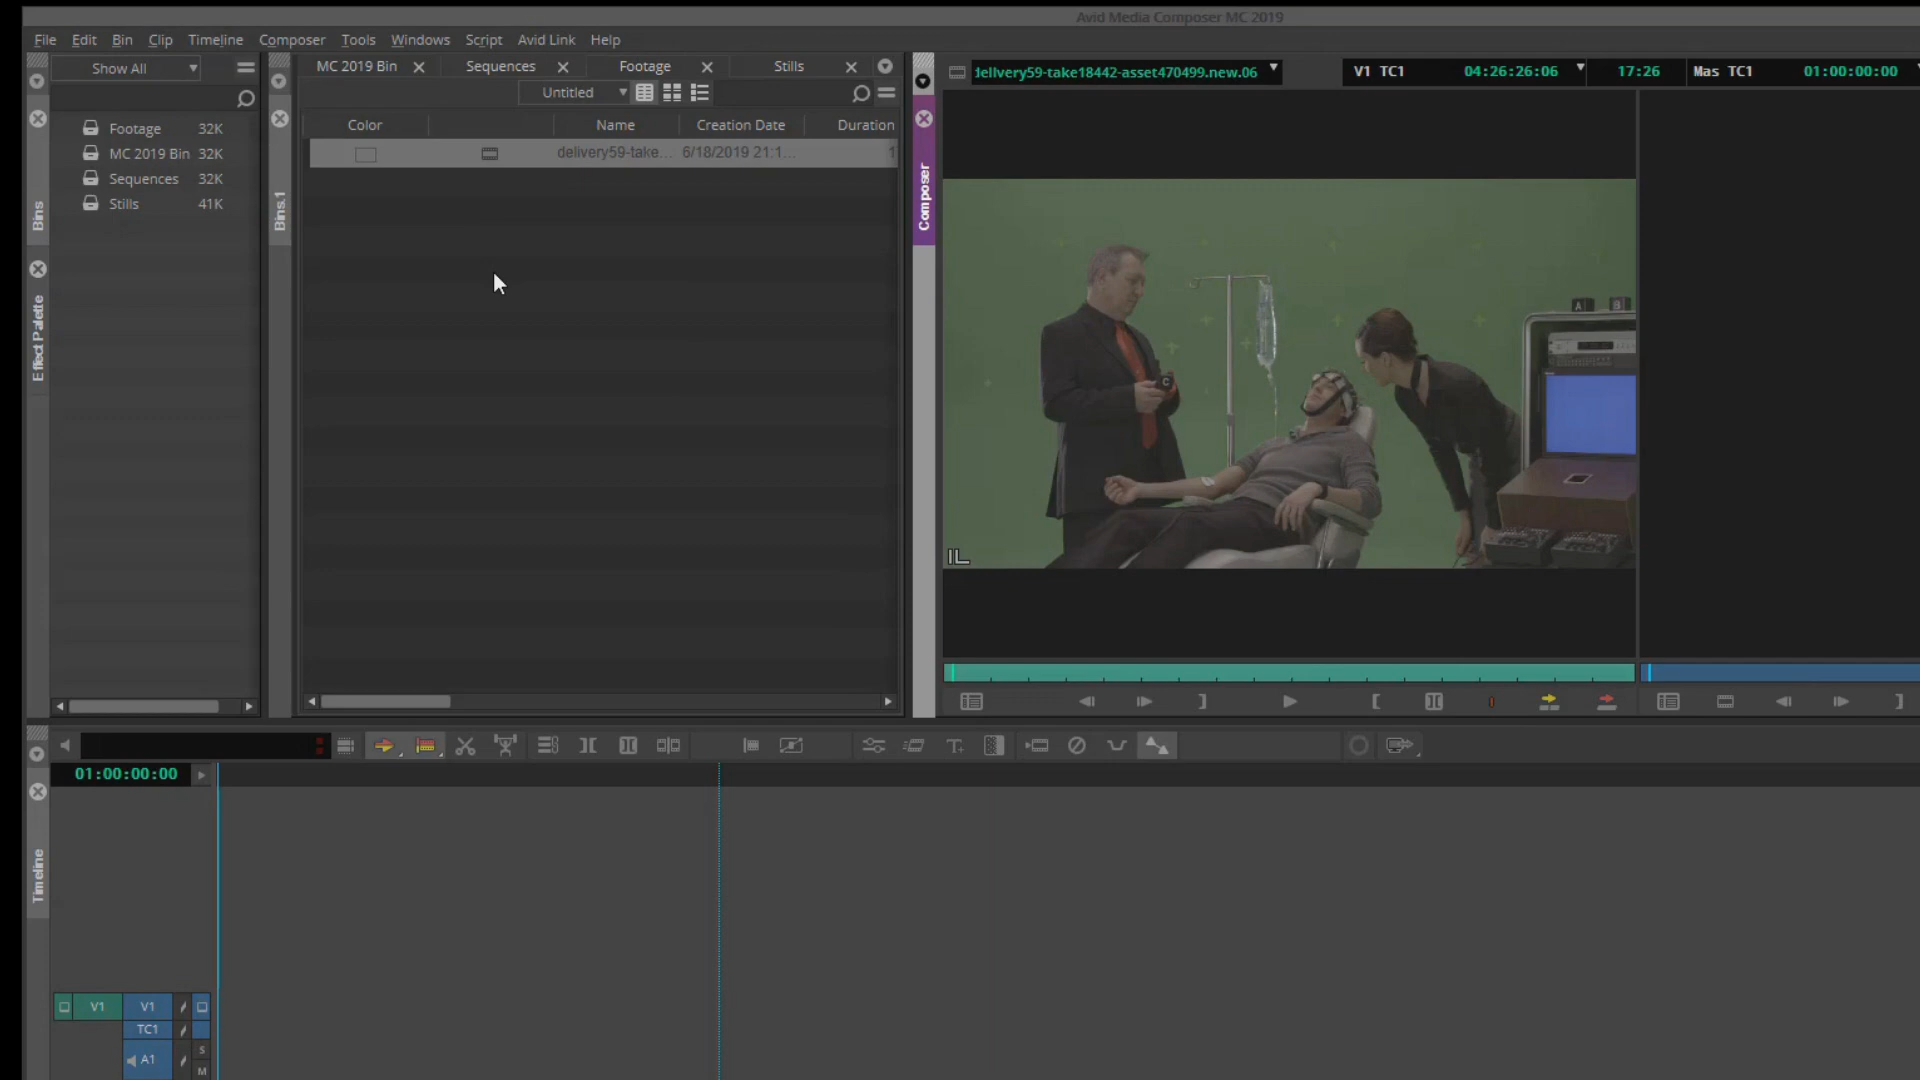 Avid Media Composer MC 2019
File Edit Bin Clip Timeline Composer Tools Windows Script Avid Link Help
Show All
Footage 32K
MC 2019 Bin 32K
Sequences 32K
Stills 41K
Bins
Effect Palette
Bins.1
MC 2019 Bin Sequences Footage Stills
Untitled
Color Name Creation Date Duration
delivery59-take... 6/18/2019 21:1... 1
Composer
delivery59-take18442-asset470499.new.06
V1 TC1 04:26:26:06 17:26 Mas TC1 01:00:00:00
A B
C
01:00:00:00
Timeline
V1 V1
TC1
A1
S
M